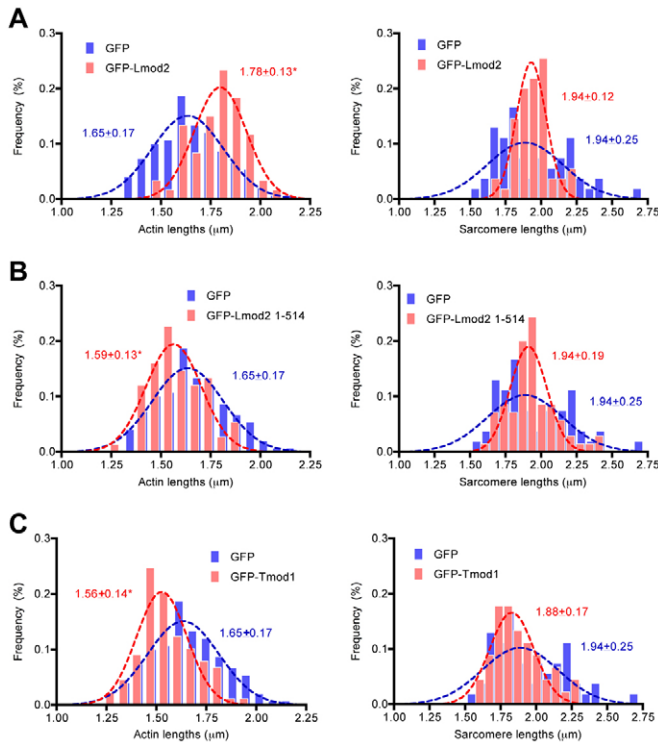 A
GFP
GFP-Lmod2
1.78+0.13*
1.65+0.17
Frequency (%)
0.3
0.2
0.1
0.0
1.00 1.25 1.50 1.75 2.00 2.25
Actin lengths (μm)
GFP
GFP-Lmod2
1.94+0.12
1.94+0.25
Frequency (%)
0.3
0.2
0.1
0.0
1.00 1.25 1.50 1.75 2.00 2.25 2.50 2.75
Sarcomere lengths (μm)
B
GFP
GFP-Lmod2 1-514
1.59+0.13*
1.65+0.17
Frequency (%)
0.3
0.2
0.1
0.0
1.00 1.25 1.50 1.75 2.00 2.25
Actin lengths (μm)
GFP
GFP-Lmod2 1-514
1.94+0.19
1.94+0.25
Frequency (%)
0.3
0.2
0.1
0.0
1.00 1.25 1.50 1.75 2.00 2.25 2.50 2.75
Sarcomere lengths (μm)
C
GFP
GFP-Tmod1
1.56+0.14*
1.65+0.17
Frequency (%)
0.3
0.2
0.1
0.0
1.00 1.25 1.50 1.75 2.00 2.25
Actin lengths (μm)
GFP
GFP-Tmod1
1.88+0.17
1.94+0.25
Frequency (%)
0.3
0.2
0.1
0.0
1.00 1.25 1.50 1.75 2.00 2.25 2.50 2.75
Sarcomere lengths (μm)